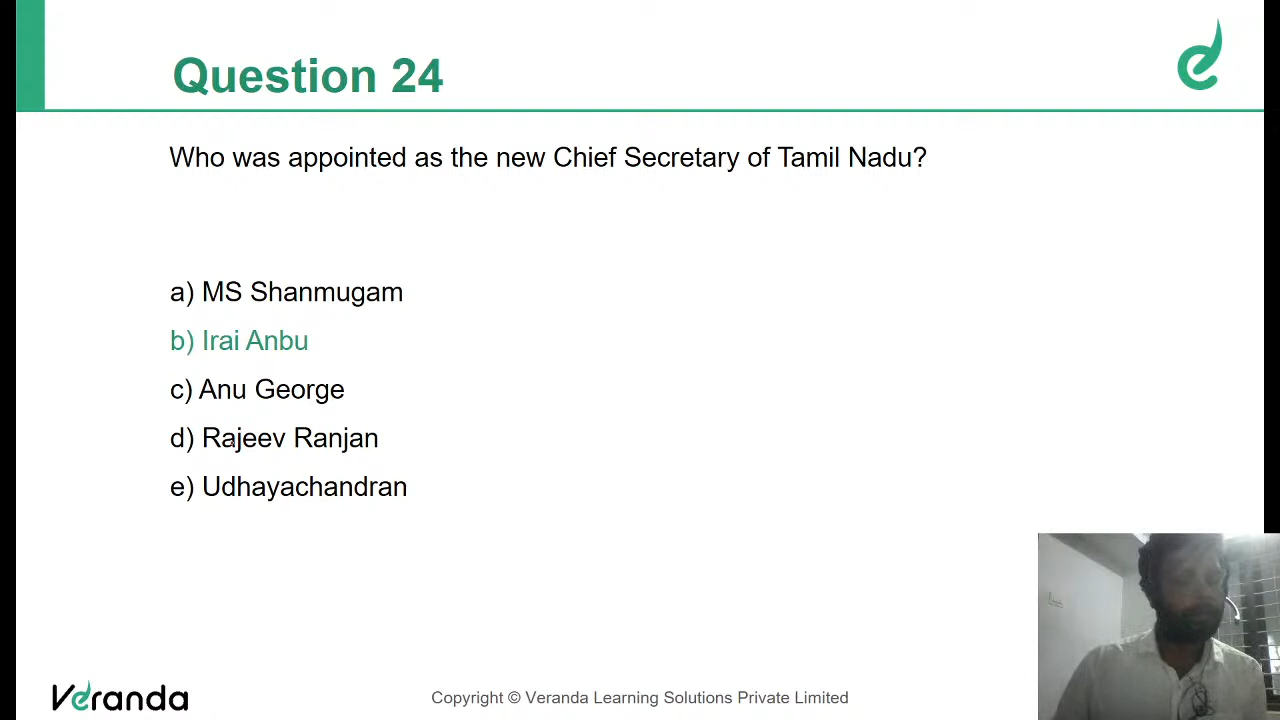 Question 24
Who was appointed as the new Chief Secretary of Tamil Nadu?
a) MS Shanmugam
b) Irai Anbu
c) Anu George
d) Rajeev Ranjan
e) Udhayachandran
Veranda
Copyright © Veranda Learning Solutions Private Limited